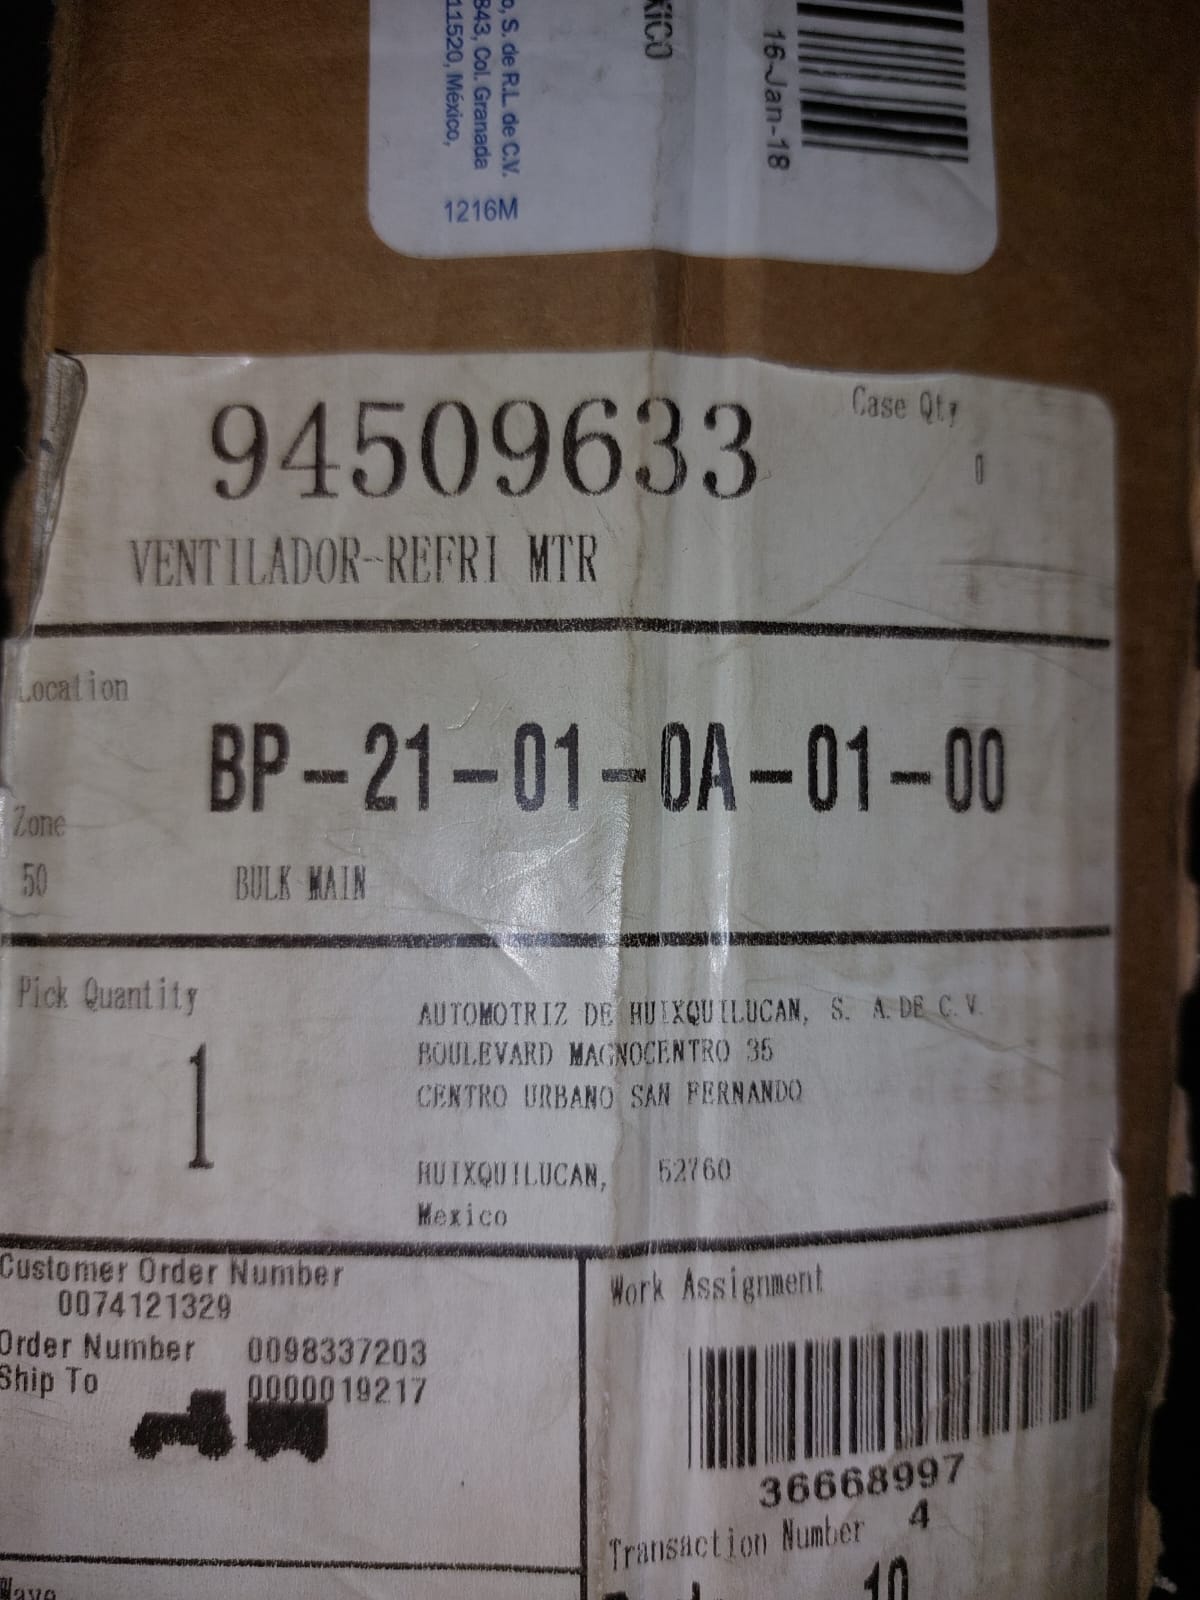 o, S. de R.L. de C.V.
843, Col. Granada
11520, México,
1216M
16-Jan-18
94509633
Case Qty
0
VENTILADOR-REFRI MTR
Location
BP-21-01-0A-01-00
Zone
50
BULK MAIN
Pick Quantity
1
AUTOMOTRIZ DE HUIXQUILUCAN, S. A. DE C. V.
BOULEVARD MAGNOCENTRO 35
CENTRO URBANO SAN FERNANDO
HUIXQUILUCAN, 52760
Mexico
Customer Order Number
0074121329
Order Number 0098337203
Ship To 0000019217
Work Assignment
36668997
Transaction Number 4
10